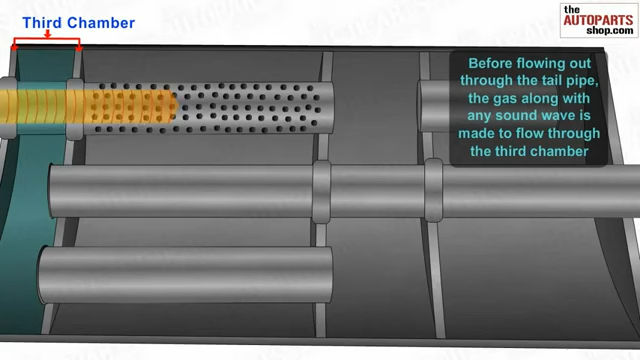 Third Chamber
the
AUTOPARTS
shop.com
Before flowing out
through the tail pipe,
the gas along with
any sound wave is
made to flow through
the third chamber